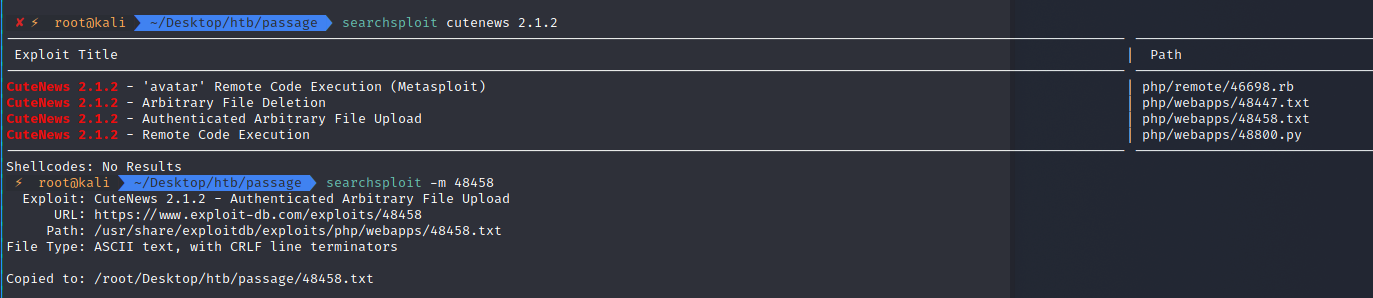 ✘ ⚡ root@kali ~/Desktop/htb/passage searchsploit cutenews 2.1.2
Exploit Title | Path
CuteNews 2.1.2 - 'avatar' Remote Code Execution (Metasploit) | php/remote/46698.rb
CuteNews 2.1.2 - Arbitrary File Deletion | php/webapps/48447.txt
CuteNews 2.1.2 - Authenticated Arbitrary File Upload | php/webapps/48458.txt
CuteNews 2.1.2 - Remote Code Execution | php/webapps/48800.py
Shellcodes: No Results
⚡ root@kali ~/Desktop/htb/passage searchsploit -m 48458
Exploit: CuteNews 2.1.2 - Authenticated Arbitrary File Upload
URL: https://www.exploit-db.com/exploits/48458
Path: /usr/share/exploitdb/exploits/php/webapps/48458.txt
File Type: ASCII text, with CRLF line terminators
Copied to: /root/Desktop/htb/passage/48458.txt